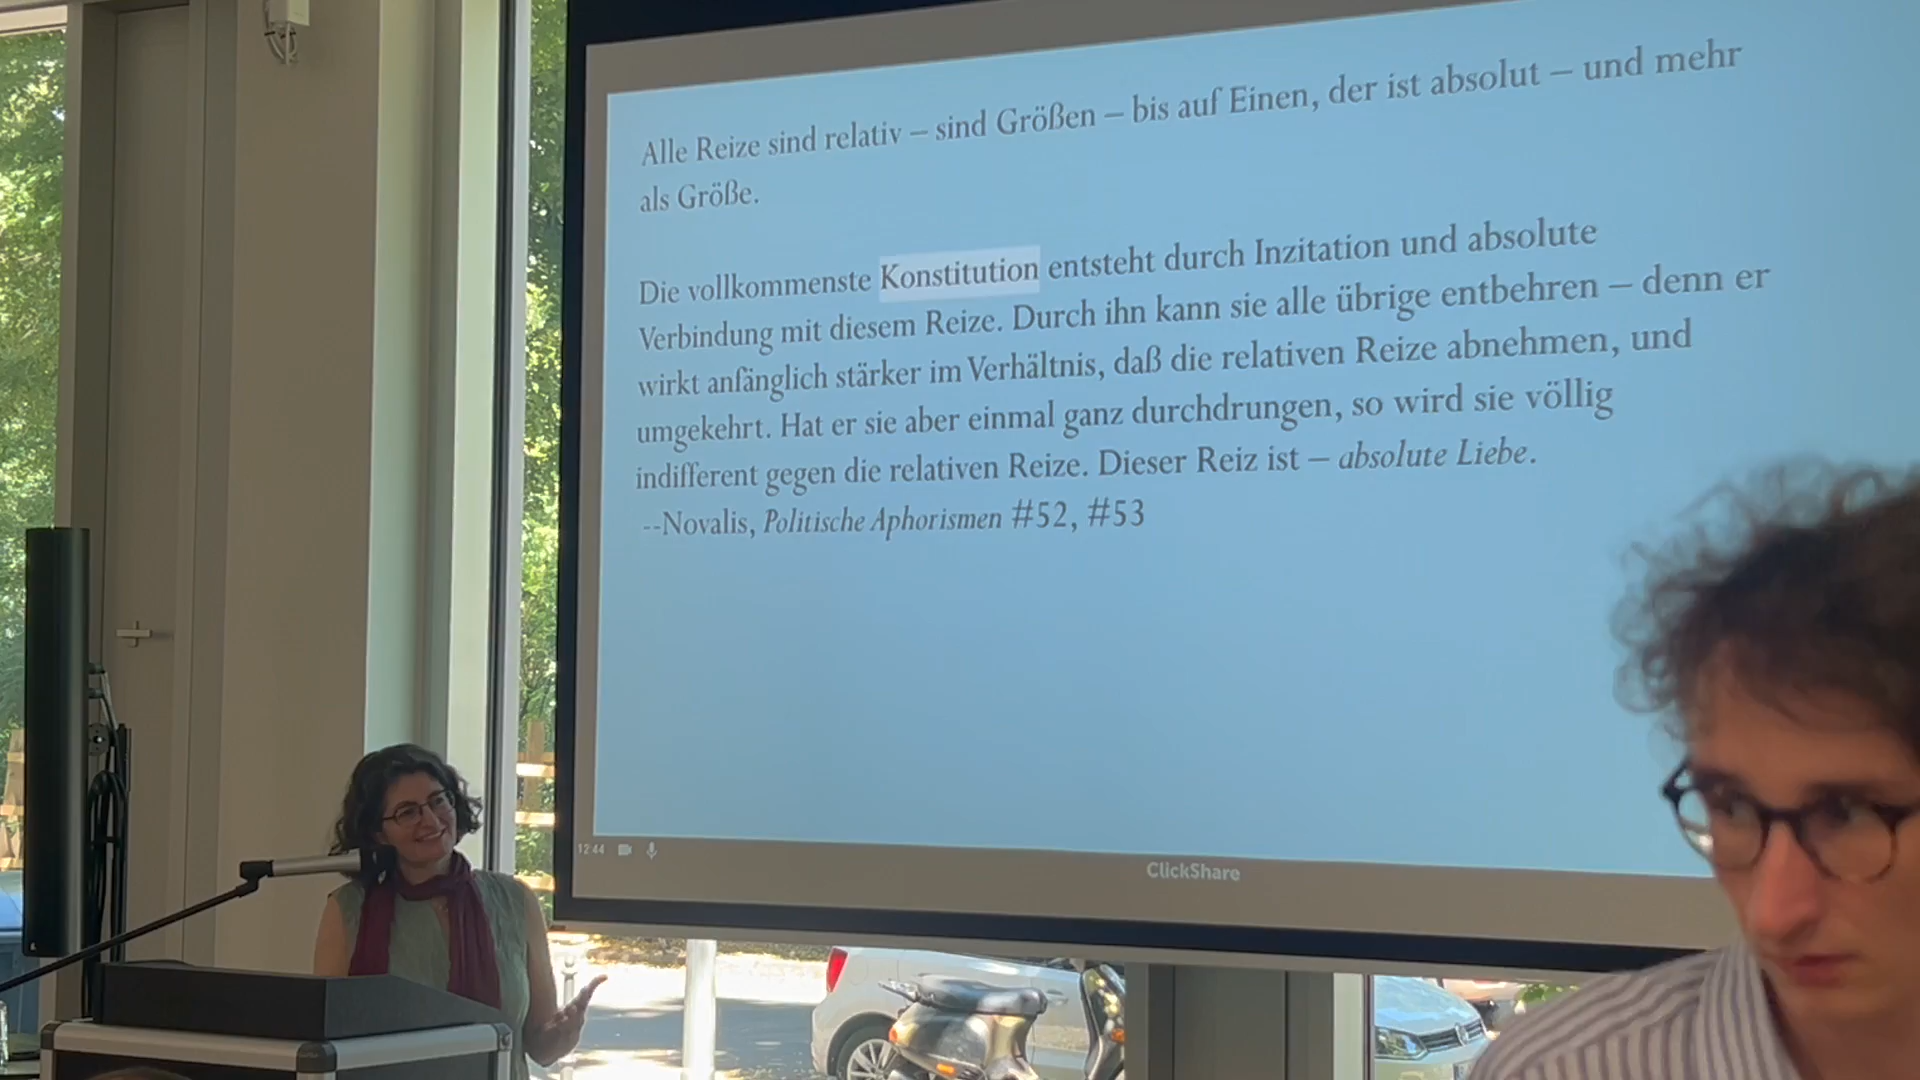 Alle Reize sind relativ – sind Größen – bis auf Einen, der ist absolut – und mehr
als Größe.
Die vollkommenste Konstitution entsteht durch Inzitation und absolute
Verbindung mit diesem Reize. Durch ihn kann sie alle übrige entbehren – denn er
wirkt anfänglich stärker im Verhältnis, daß die relativen Reize abnehmen, und
umgekehrt. Hat er sie aber einmal ganz durchdrungen, so wird sie völlig
indifferent gegen die relativen Reize. Dieser Reiz ist – absolute Liebe.
--Novalis, Politische Aphorismen #52, #53
12:44
ClickShare